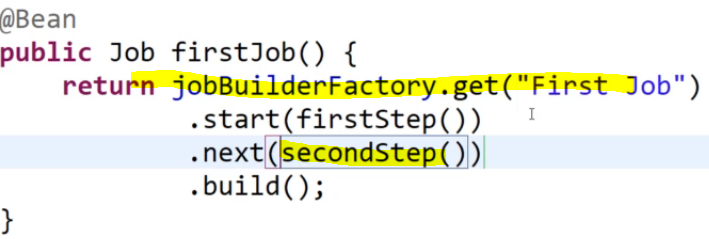 @Bean
public Job firstJob() {
return jobBuilderFactory.get("First Job")
.start(firstStep())
.next(secondStep())
.build();
}